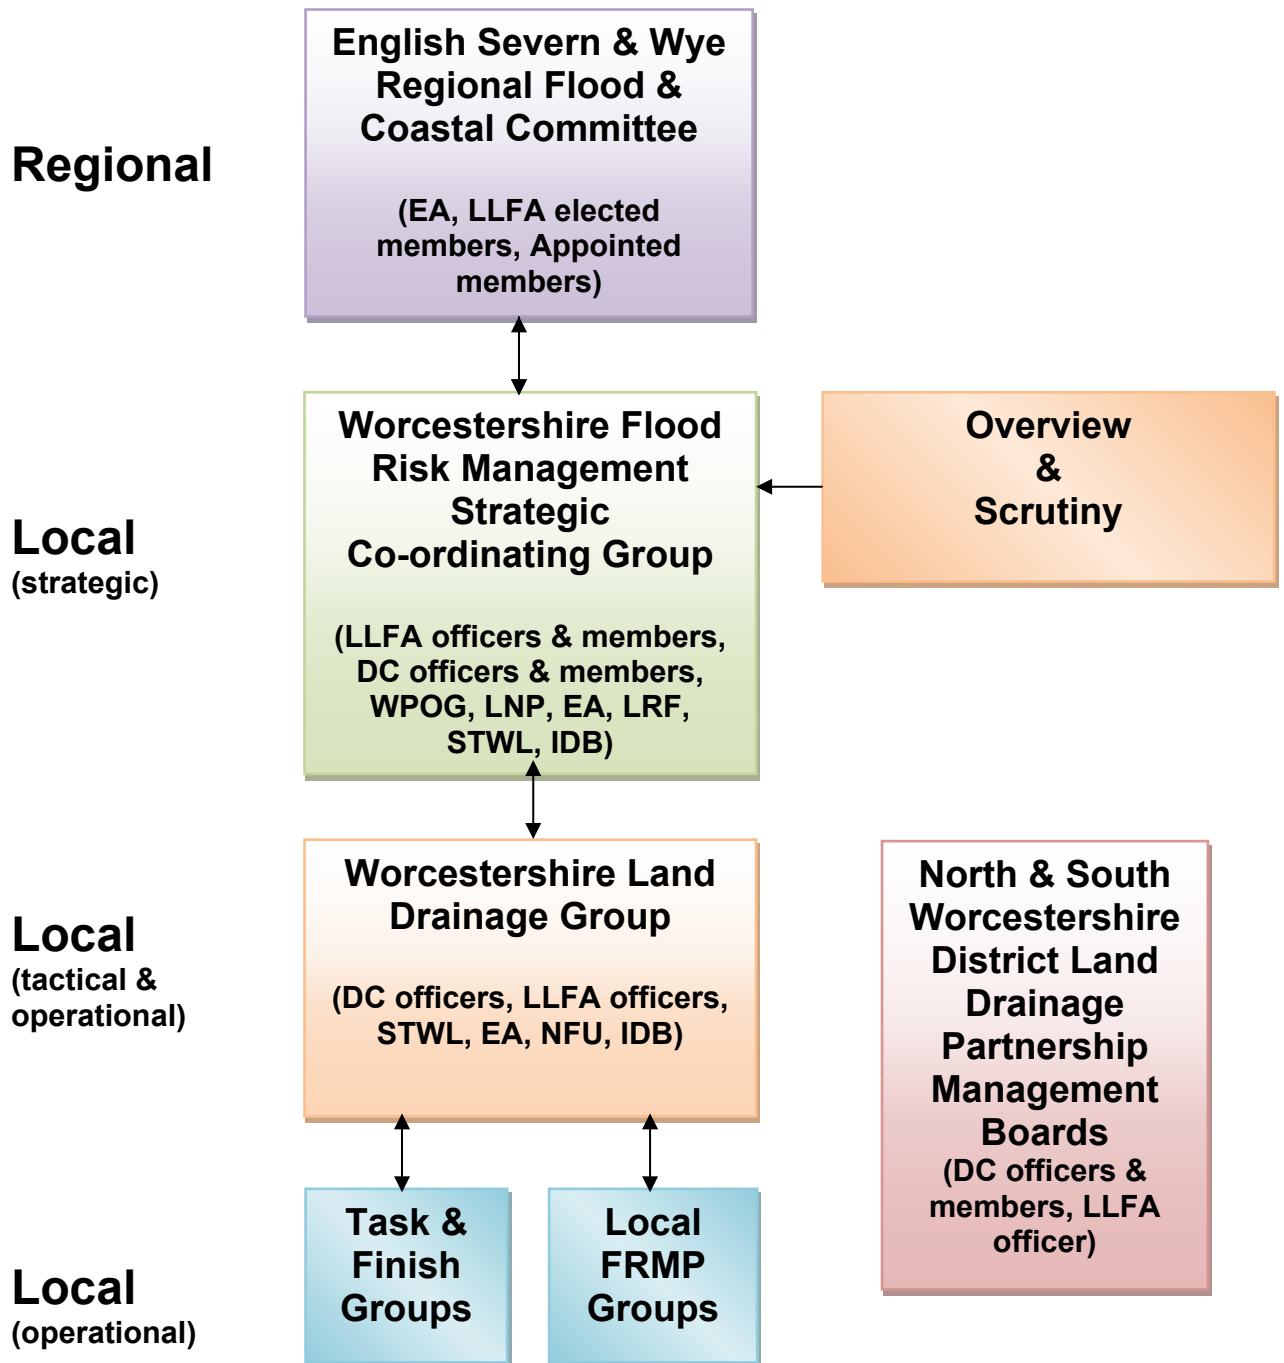 English Severn & Wye
Regional Flood &
Coastal Committee
(EA, LLFA elected
members, Appointed
members)
Regional
Worcestershire Flood
Risk Management
Strategic
Co-ordinating Group
(LLFA officers & members,
DC officers & members,
WPOG, LNP, EA, LRF,
STWL, IDB)
Overview
&
Scrutiny
Local
(strategic)
Worcestershire Land
Drainage Group
(DC officers, LLFA officers,
STWL, EA, NFU, IDB)
North & South
Worcestershire
District Land
Drainage
Partnership
Management
Boards
(DC officers &
members, LLFA
officer)
Local
(tactical &
operational)
Task &
Finish
Groups
Local
FRMP
Groups
Local
(operational)